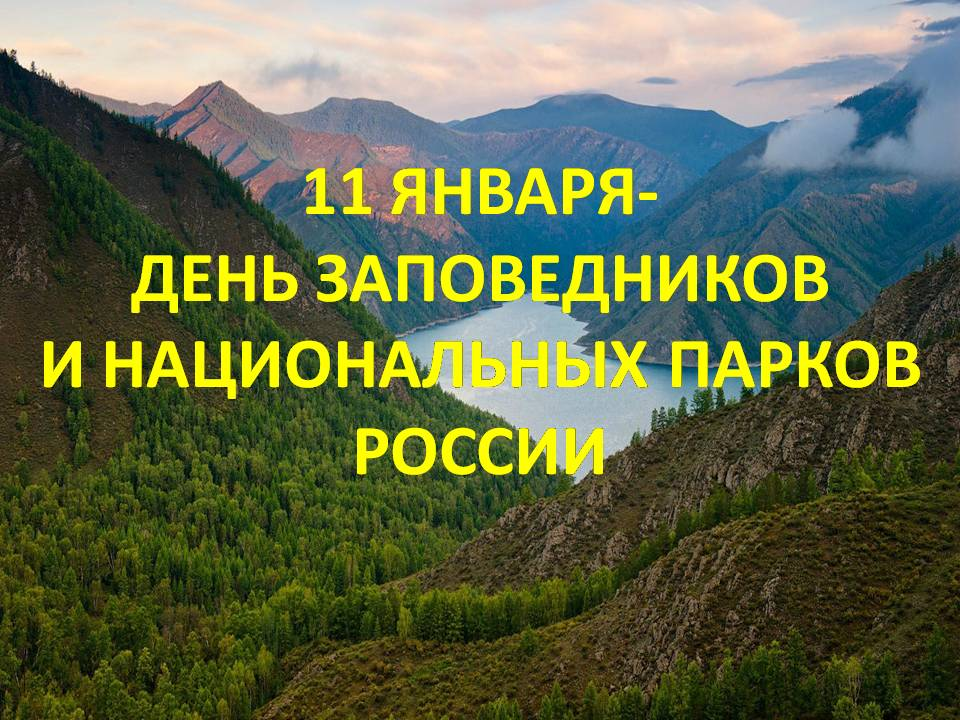 11 ЯНВАРЯ-
ДЕНЬ ЗАПОВЕДНИКОВ
И НАЦИОНАЛЬНЫХ ПАРКОВ
РОССИИ